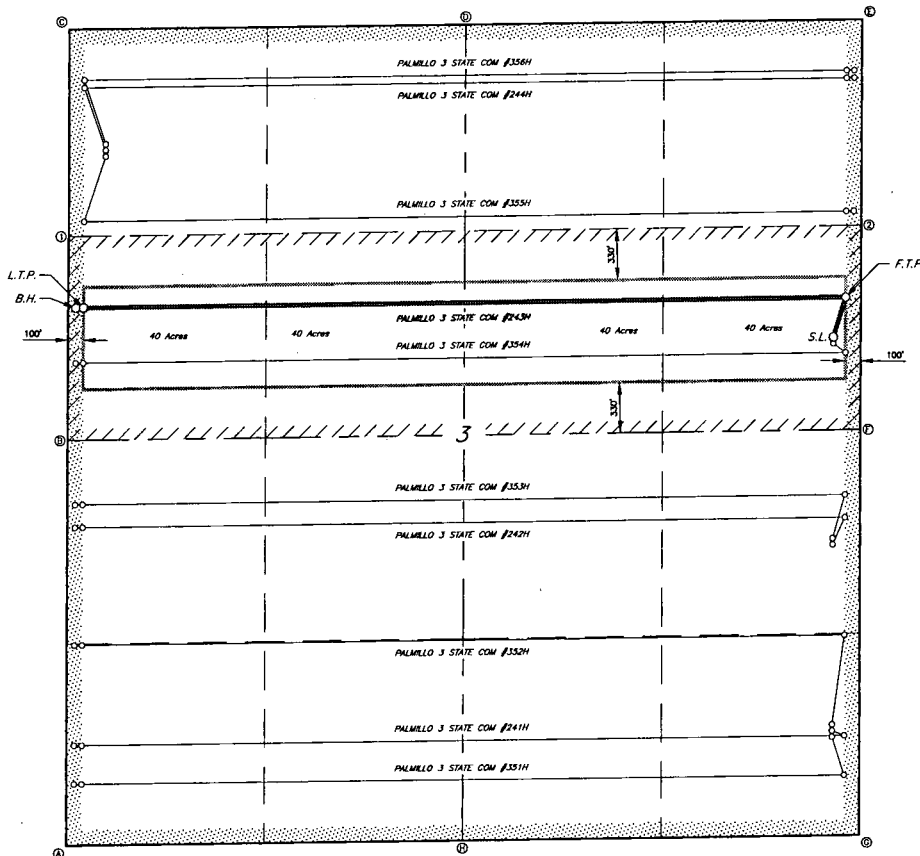 C
D
E
PALMILLO 3 STATE COM #356H
PALMILLO 3 STATE COM #244H
PALMILLO 3 STATE COM #355H
1
2
330'
L.T.P.
F.T.P.
B.H.
PALMILLO 3 STATE COM #243H
40 Acres
40 Acres
40 Acres
40 Acres
S.L.
100'
PALMILLO 3 STATE COM #354H
100'
330'
B
3
F
PALMILLO 3 STATE COM #353H
PALMILLO 3 STATE COM #242H
PALMILLO 3 STATE COM #352H
PALMILLO 3 STATE COM #241H
PALMILLO 3 STATE COM #351H
A
H
G